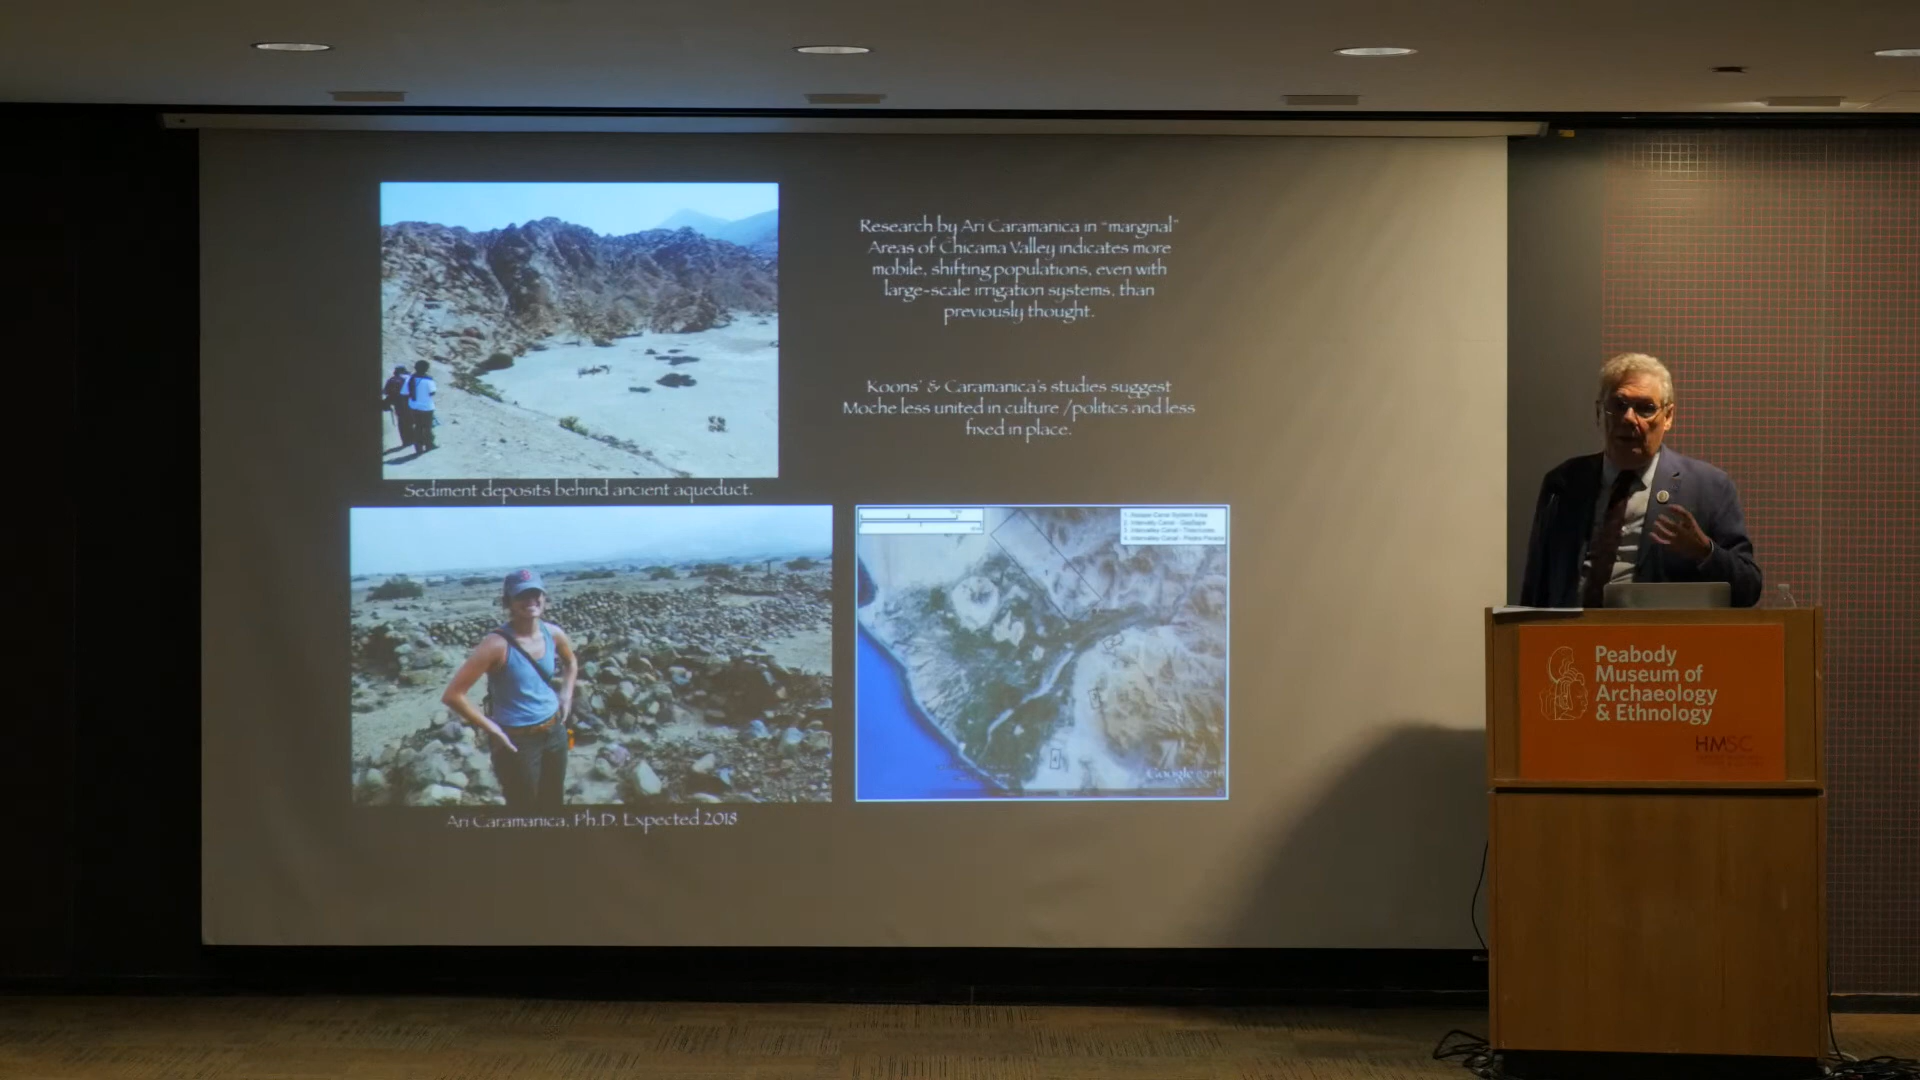 Research by Ari Caramanica in "marginal"
Areas of Chicama Valley indicates more
mobile, shifting populations, even with
large-scale irrigation systems, than
previously thought.
Koons' & Caramanica's studies suggest
Moche less united in culture /politics and less
fixed in place.
Sediment deposits behind ancient aqueduct.
Ari Caramanica, Ph.D. Expected 2018
Google earth
Peabody
Museum of
Archaeology
& Ethnology
HMSC